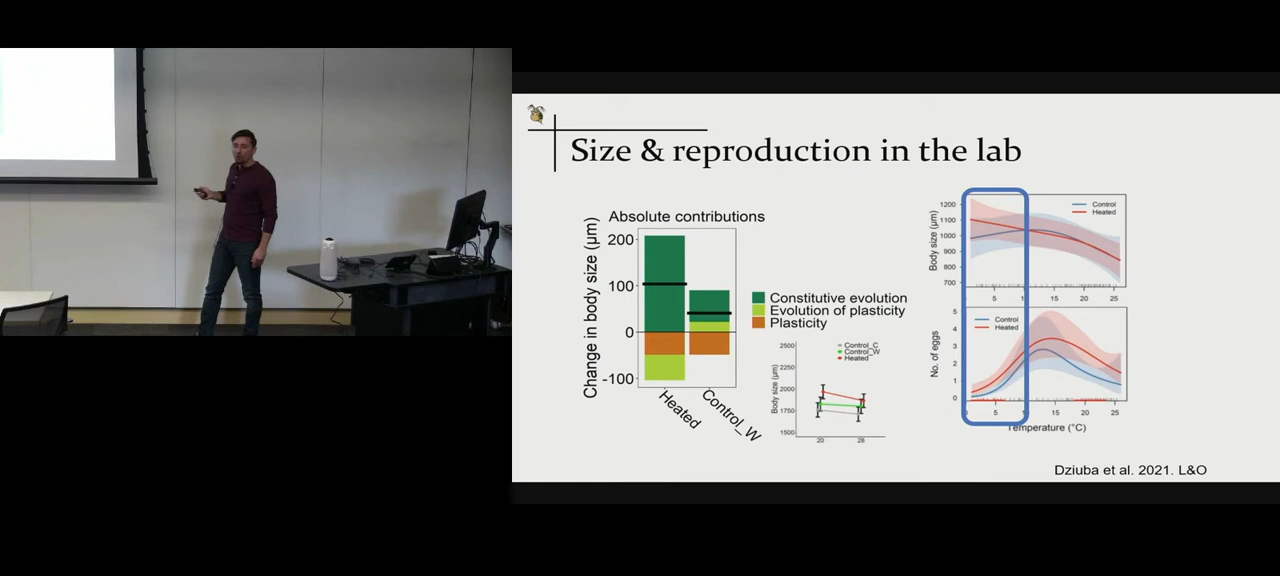 Size & reproduction in the lab
Absolute contributions
Change in body size (µm)
200
100
0
-100
Heated
Control_W
Constitutive evolution
Evolution of plasticity
Plasticity
Body size (µm)
2500
2250
2000
1750
1500
20
28
Control_C
Control_W
Heated
Body size (µm)
1200
1100
1000
900
800
700
Control
Heated
5
10
15
20
25
No. of eggs
5
4
3
2
1
0
Control
Heated
5
10
15
20
25
Temperature (°C)
Dziuba et al. 2021. L&O